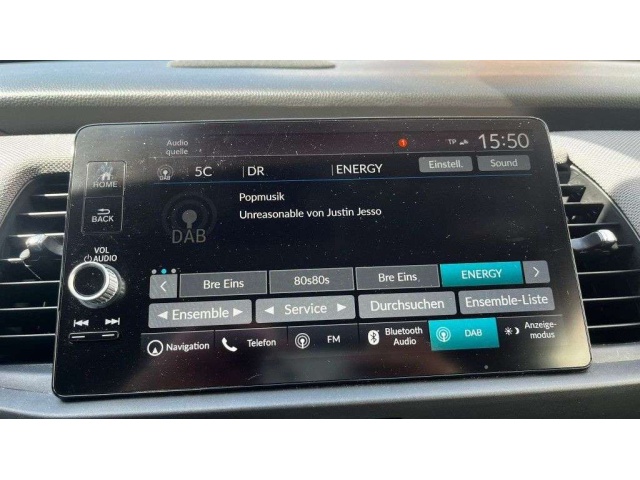 Audio quelle
TP 15:50
HOME
DAB 5C DR ENERGY Einstell. Sound
Popmusik
Unreasonable von Justin Jesso
BACK
DAB
VOL
AUDIO
Bre Eins 80s80s Bre Eins ENERGY
Ensemble Service Durchsuchen Ensemble-Liste
Navigation Telefon FM Bluetooth Audio DAB Anzeige-modus